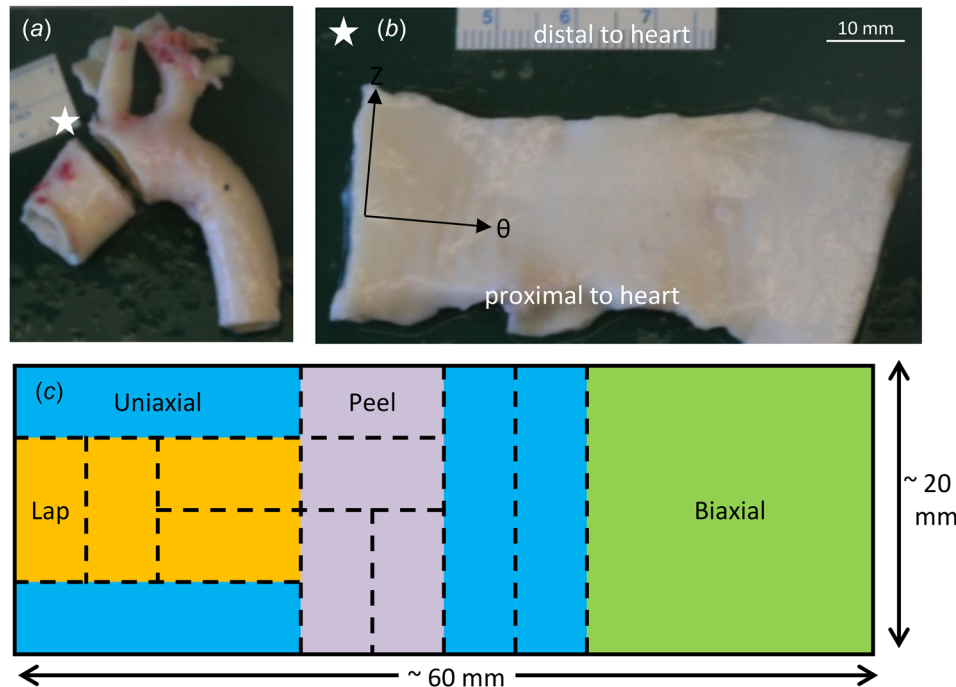 (a)
(b)
distal to heart
5 6 7
10 mm
Z
θ
proximal to heart
(c)
Uniaxial
Peel
Lap
Biaxial
~ 20
mm
~ 60 mm